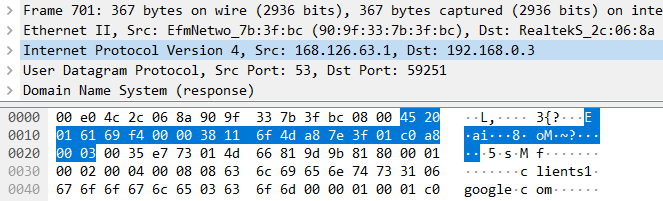 Frame 701: 367 bytes on wire (2936 bits), 367 bytes captured (2936 bits) on inte
Ethernet II, Src: EfmNetwo_7b:3f:bc (90:9f:33:7b:3f:bc), Dst: RealtekS_2c:06:8a
Internet Protocol Version 4, Src: 168.126.63.1, Dst: 192.168.0.3
User Datagram Protocol, Src Port: 53, Dst Port: 59251
Domain Name System (response)
0000 00 e0 4c 2c 06 8a 90 9f 33 7b 3f bc 08 00 45 20 ··L,···· 3{?···E 
0010 01 61 69 f4 00 00 38 11 6f 4d a8 7e 3f 01 c0 a8 ·ai···8· oM·~?···
0020 00 03 00 35 e7 73 01 4d 66 81 9d 9b 81 80 00 01 ···5·s·M f·······
0030 00 02 00 04 00 08 08 63 6c 69 65 6e 74 73 31 06 ·······c lients1·
0040 67 6f 6f 67 6c 65 03 63 6f 6d 00 00 01 00 01 c0 google·c om······